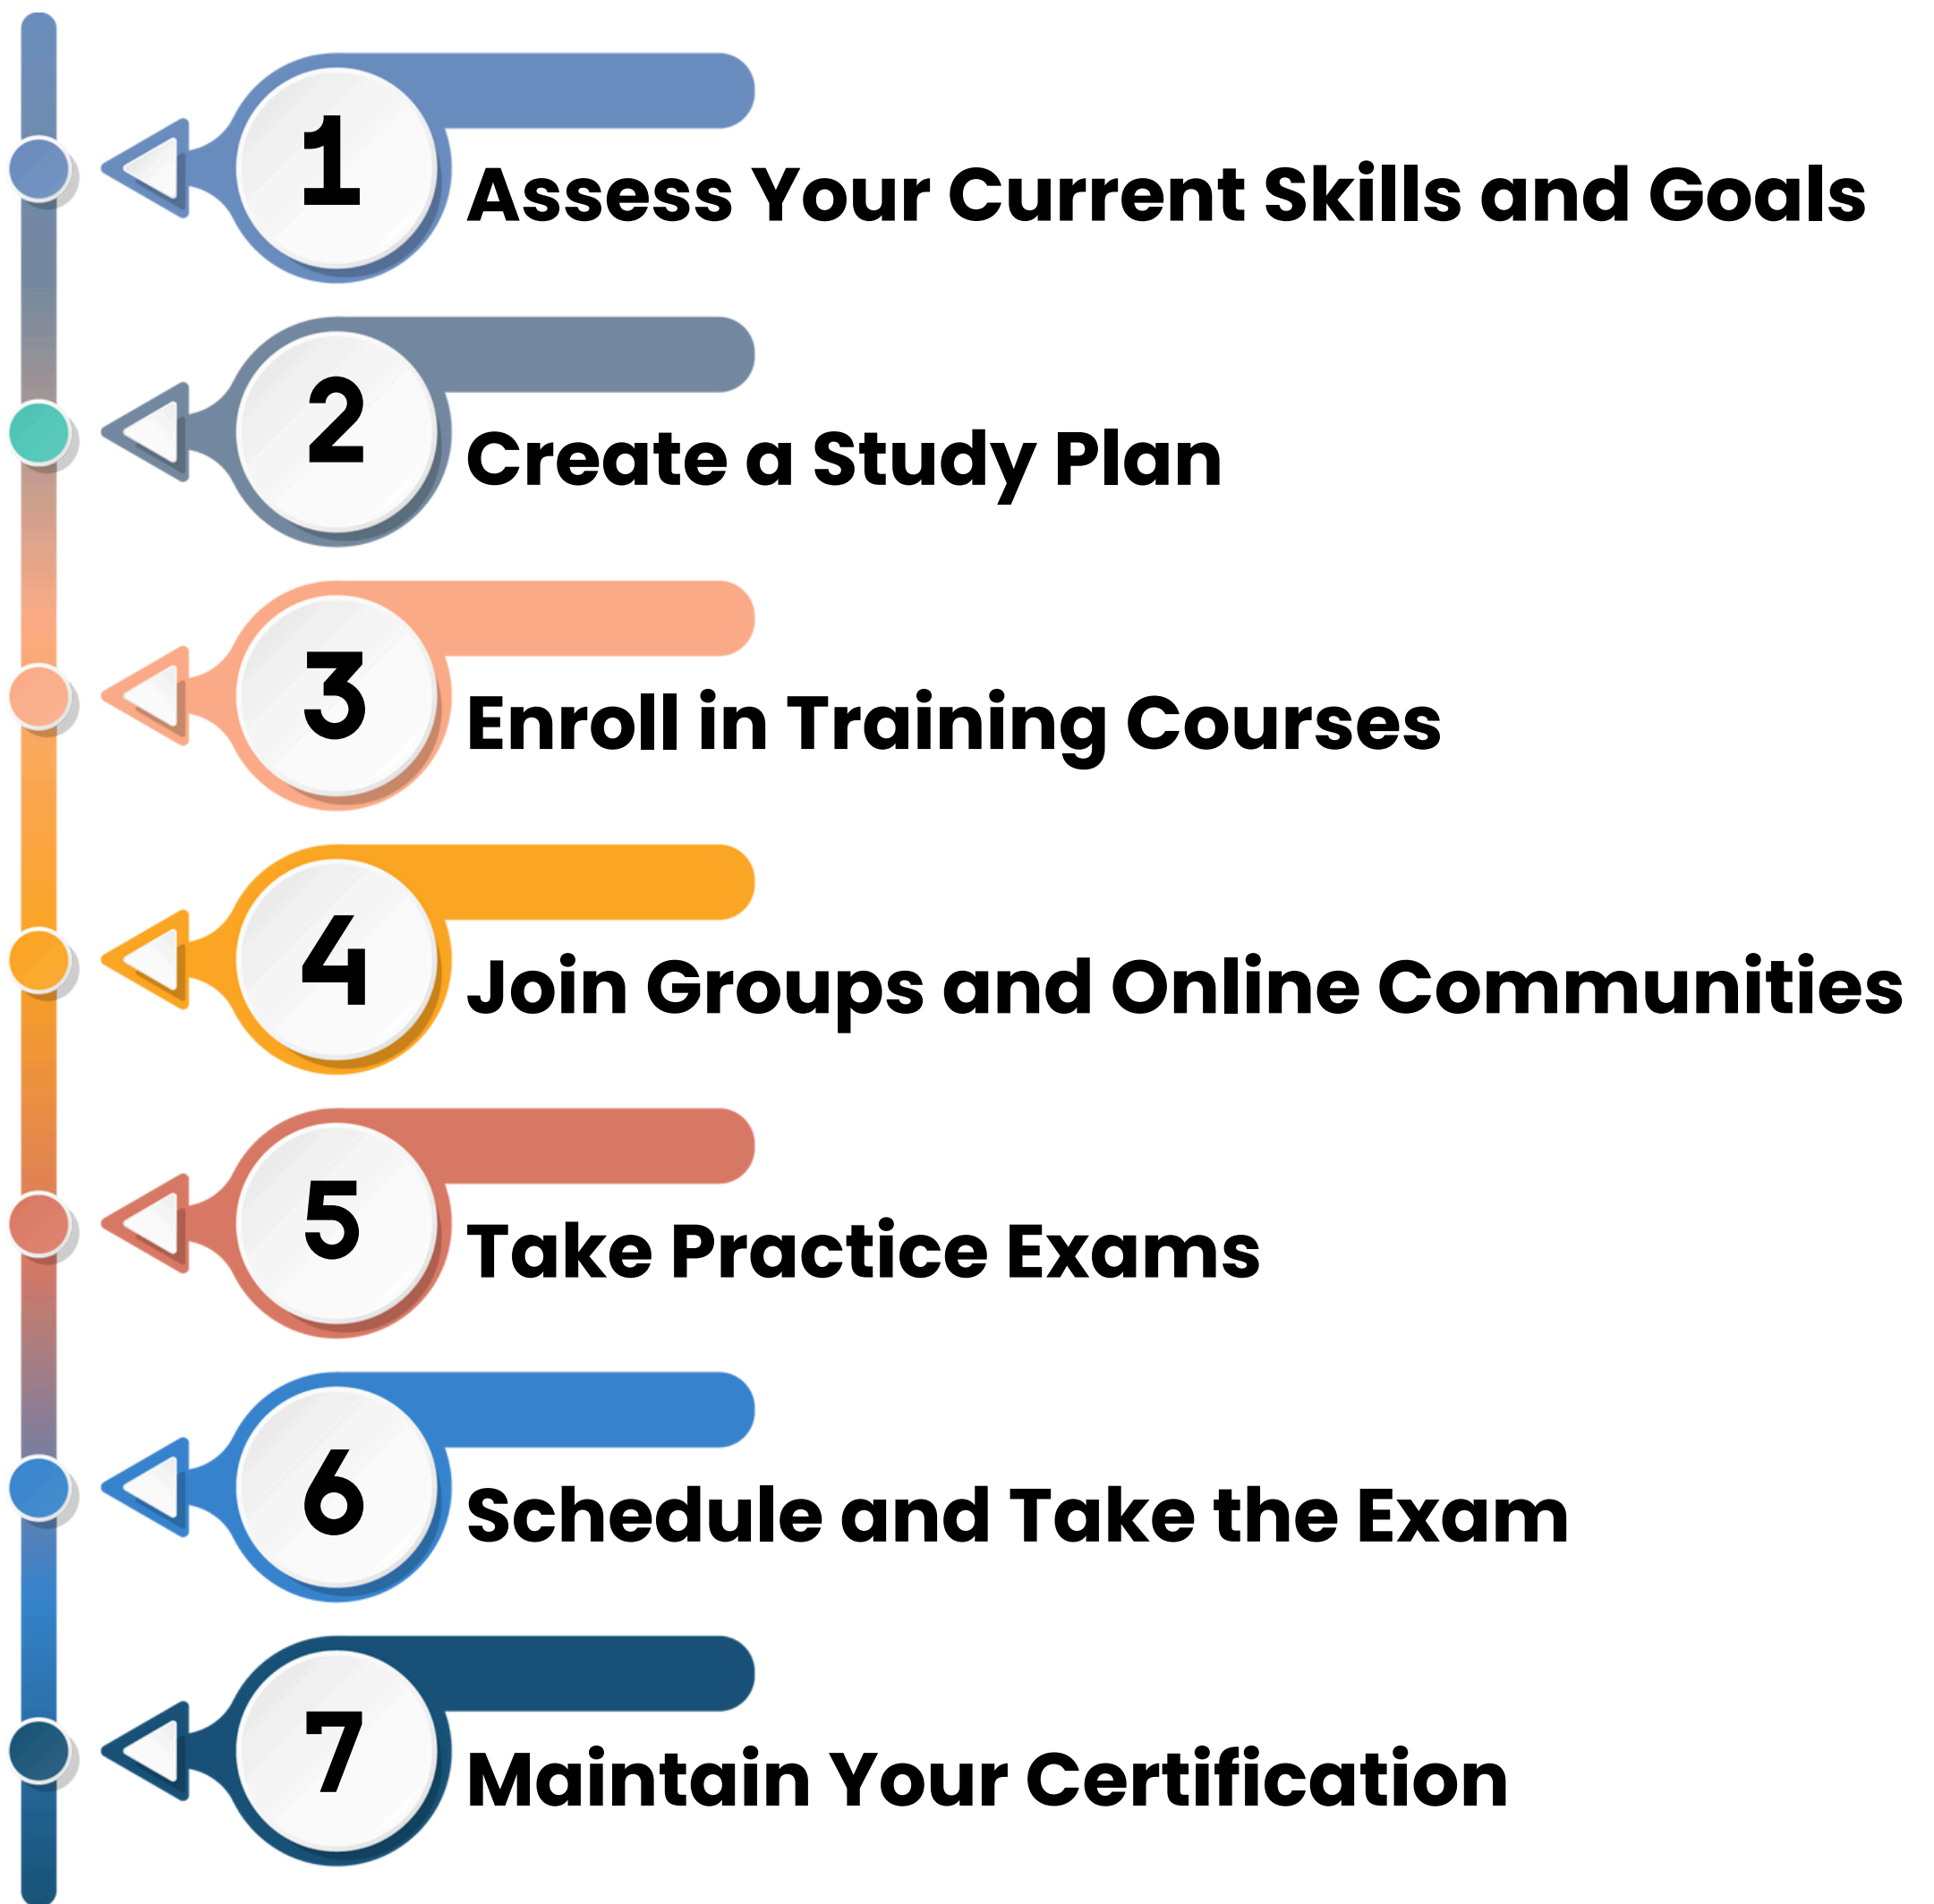 1
Assess Your Current Skills and Goals
2
Create a Study Plan
3
Enroll in Training Courses
4
Join Groups and Online Communities
5
Take Practice Exams
6
Schedule and Take the Exam
7
Maintain Your Certification